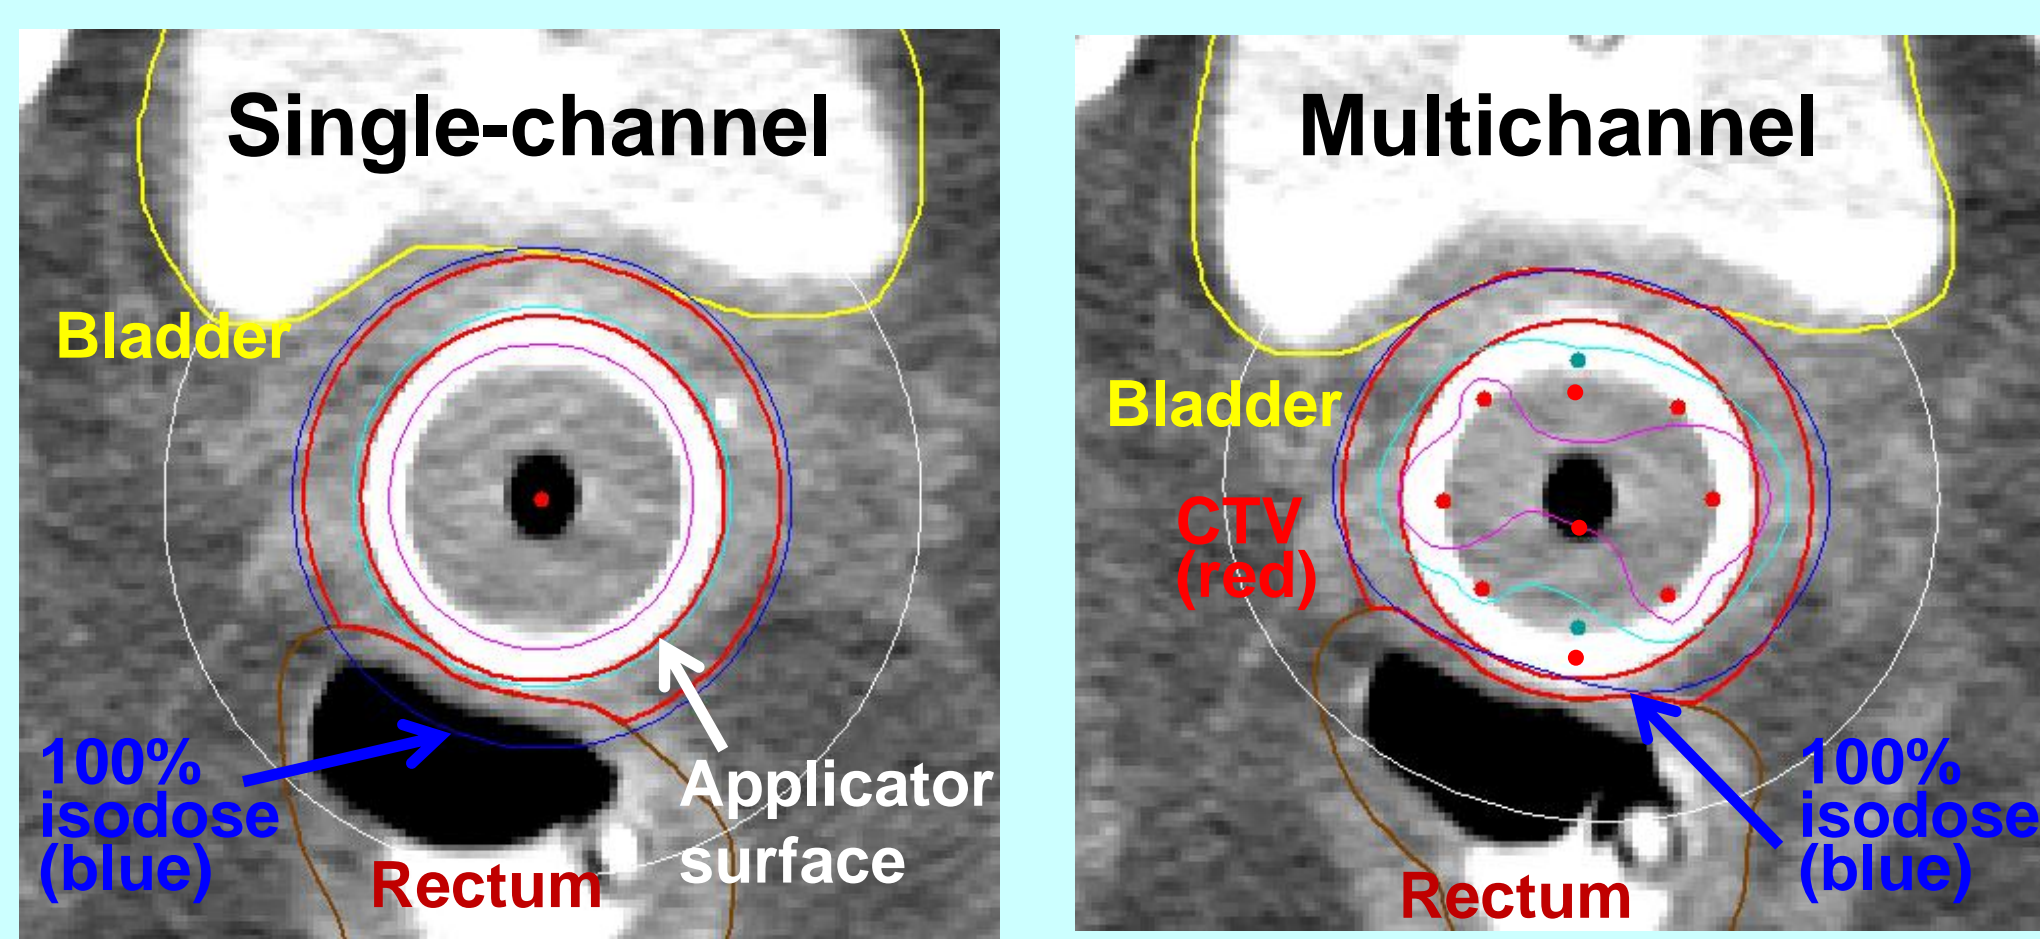 Single-channel
Bladder
100%
isodose
(blue)
Rectum
Applicator
surface
Multichannel
Bladder
CTV
(red)
Rectum
100%
isodose
(blue)